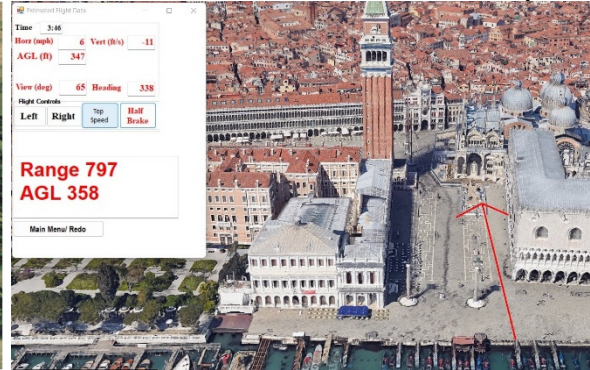 Estimated Flight Data
Time 3:46
Horz (mph) 6 Vert (ft/s) -11
AGL (ft) 347
View (deg) 65 Heading 338
Flight Controls
Left Right Top Speed Half Brake
Range 797
AGL 358
Main Menu/ Redo